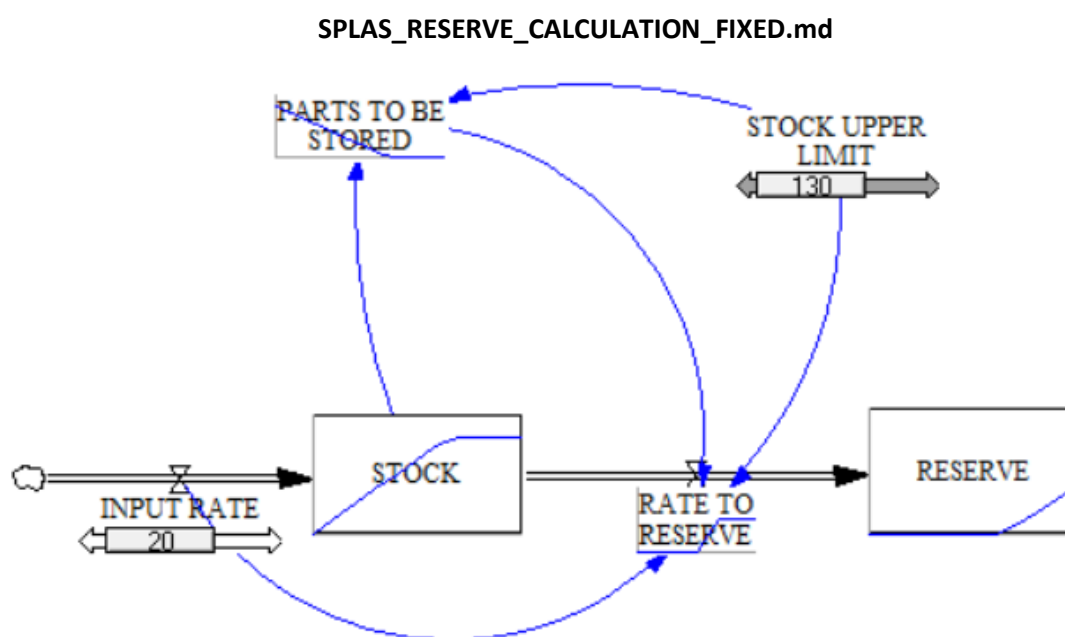 SPLAS_RESERVE_CALCULATION_FIXED.md
PARTS TO BE
STORED
STOCK UPPER
LIMIT
130
STOCK
RESERVE
INPUT RATE
20
RATE TO
RESERVE